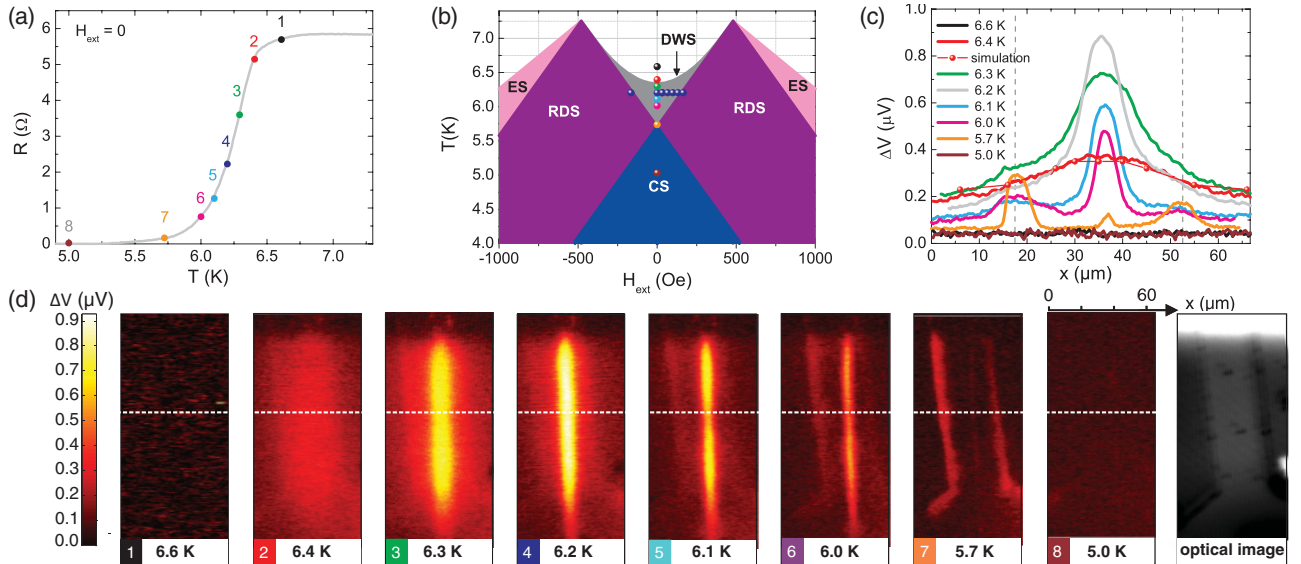 (a)
H_ext = 0
R (Ω)
6
5
4
3
2
1
0
1
2
3
4
5
6
7
8
5.0 5.5 6.0 6.5 7.0
T (K)
(b)
T(K)
7.0
6.5
6.0
5.5
5.0
4.5
4.0
DWS
ES
RDS
RDS
ES
CS
-1000 -500 0 500 1000
H_ext (Oe)
(c)
ΔV (μV)
1.0
0.8
0.6
0.4
0.2
0.0
6.6 K
6.4 K
simulation
6.3 K
6.2 K
6.1 K
6.0 K
5.7 K
5.0 K
0 10 20 30 40 50 60
x (μm)
(d)
ΔV (μV)
0.9
0.8
0.7
0.6
0.5
0.4
0.3
0.2
0.1
0.0
0 60 x (μm)
1 6.6 K
2 6.4 K
3 6.3 K
4 6.2 K
5 6.1 K
6 6.0 K
7 5.7 K
8 5.0 K
optical image